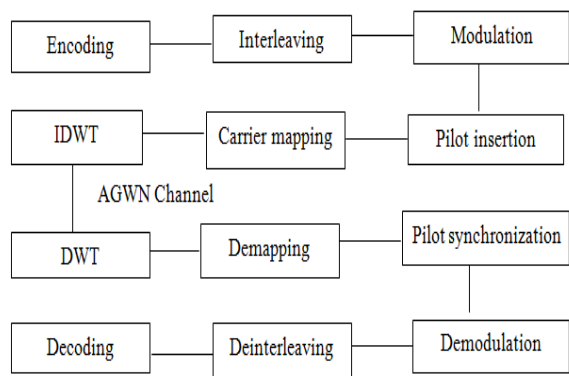 Encoding
Interleaving
Modulation
IDWT
Carrier mapping
Pilot insertion
AGWN Channel
DWT
Demapping
Pilot synchronization
Decoding
Deinterleaving
Demodulation